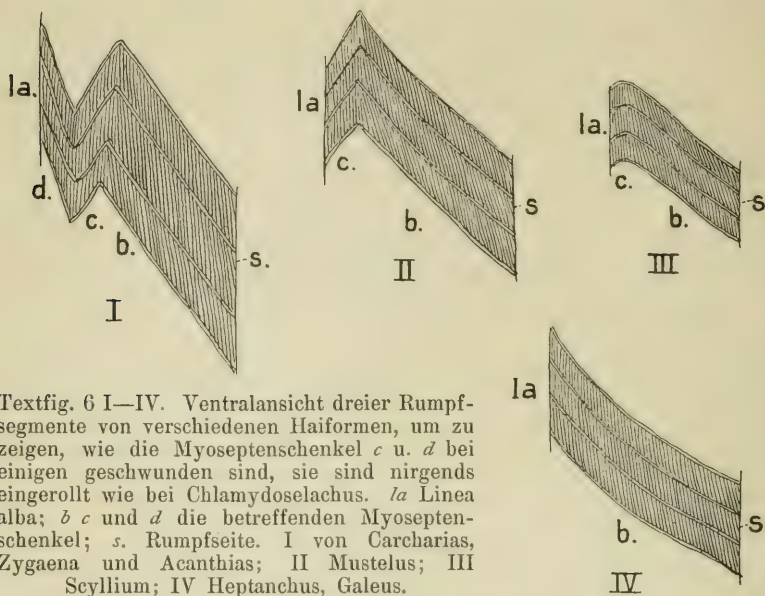 la.
d.
c.
b.
s.
I
la
c.
b.
s
II
la.
c.
b.
s
III
la
b.
s
IV
Textfig. 6 I—IV. Ventralansicht dreier Rumpf-
segmente von verschiedenen Haiformen, um zu
zeigen, wie die Myoseptenschenkel c u. d bei
einigen geschwunden sind, sie sind nirgends
eingerollt wie bei Chlamydoselachus. la Linea
alba; b c und d die betreffenden Myosepten-
schenkel; s. Rumpfseite. I von Carcharias,
Zygaena und Acanthias; II Mustelus; III
Scyllium; IV Heptanchus, Galeus.